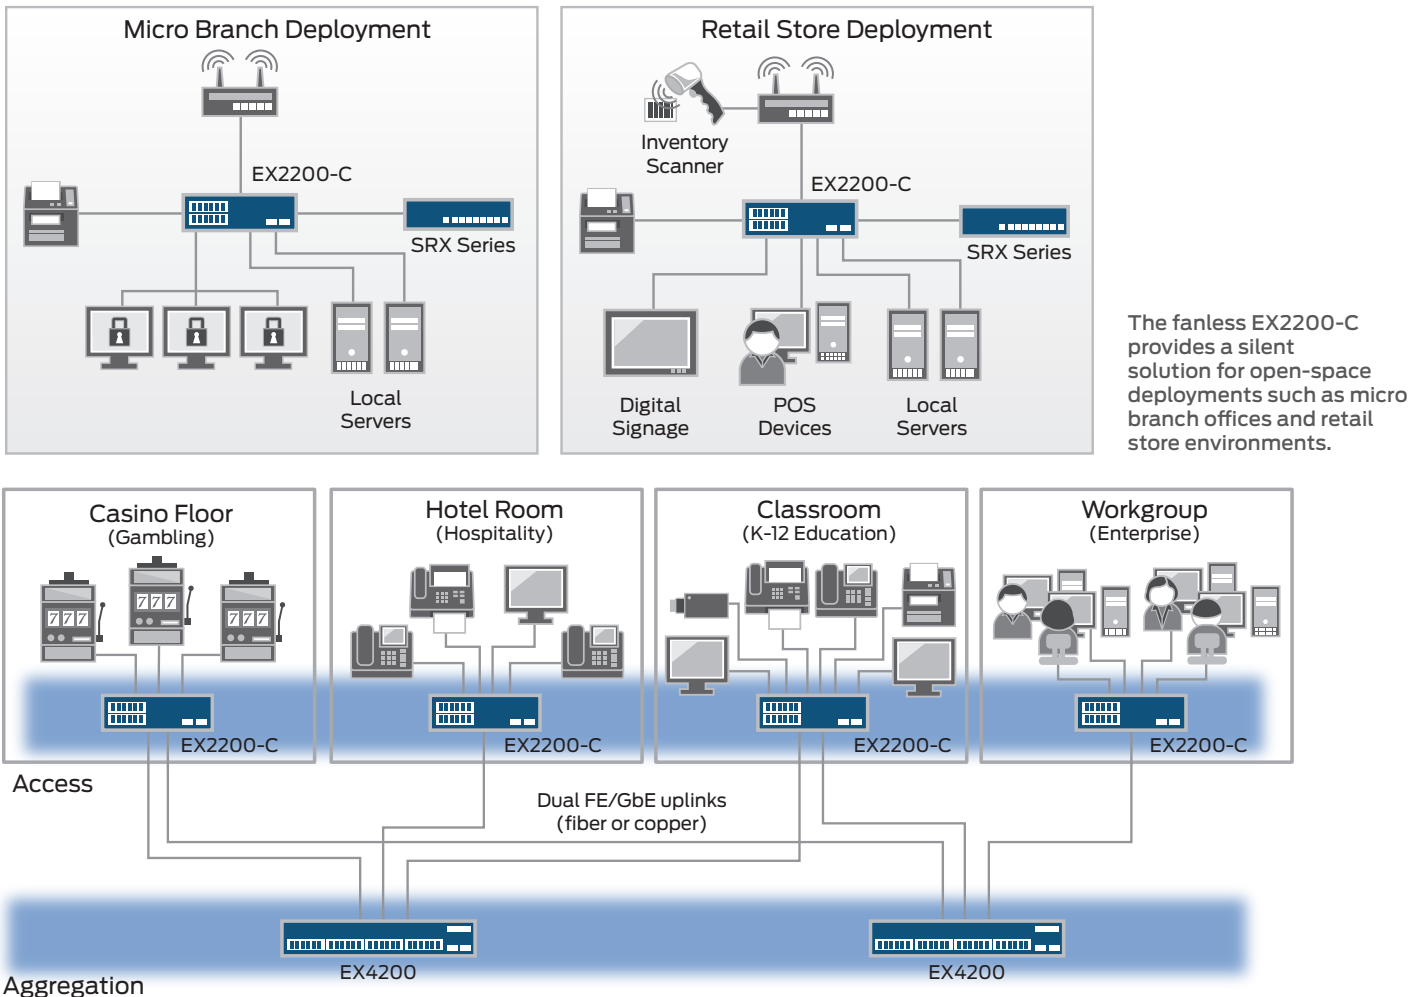 Micro Branch Deployment
EX2200-C
SRX Series
Local
Servers
Retail Store Deployment
Inventory
Scanner
EX2200-C
SRX Series
Digital
Signage
POS
Devices
Local
Servers
The fanless EX2200-C
provides a silent
solution for open-space
deployments such as micro
branch offices and retail
store environments.
Casino Floor
(Gambling)
777
777
777
EX2200-C
Hotel Room
(Hospitality)
EX2200-C
Classroom
(K-12 Education)
EX2200-C
Workgroup
(Enterprise)
EX2200-C
Access
Dual FE/GbE uplinks
(fiber or copper)
EX4200
EX4200
Aggregation